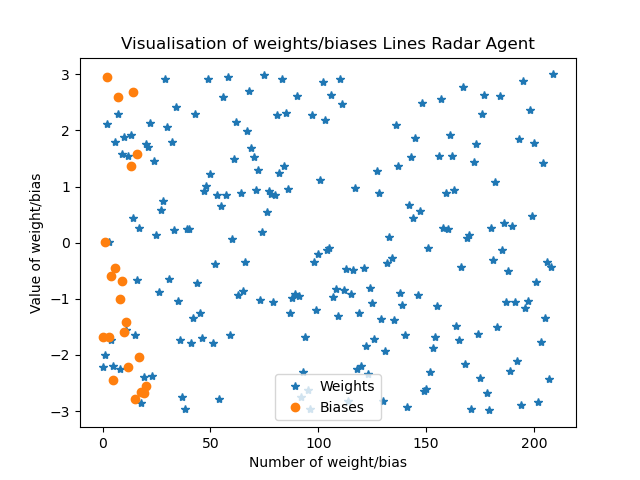 Visualisation of weights/biases Lines Radar Agent
Value of weight/bias
3
2
1
0
−1
−2
−3
Weights
Biases
0 50 100 150 200
Number of weight/bias